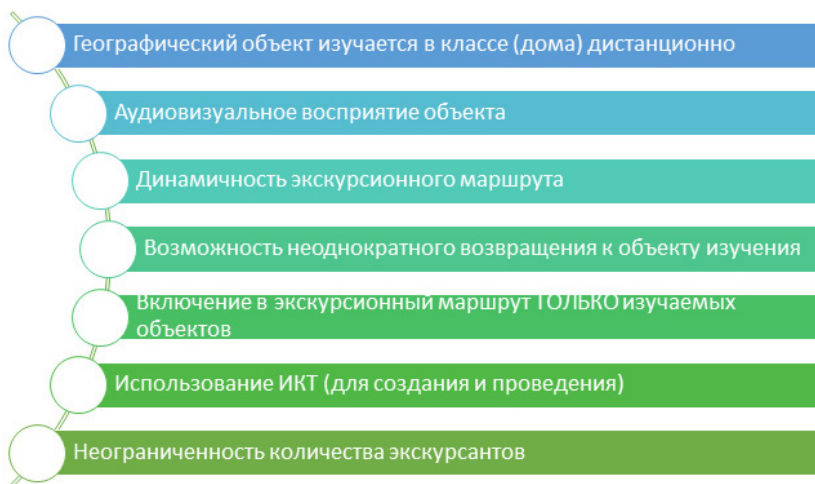 Географический объект изучается в классе (дома) дистанционно
Аудиовизуальное восприятие объекта
Динамичность экскурсионного маршрута
Возможность неоднократного возвращения к объекту изучения
Включение в экскурсионный маршрут ТОЛЬКО изучаемых
объектов
Использование ИКТ (для создания и проведения)
Неограниченность количества экскурсантов